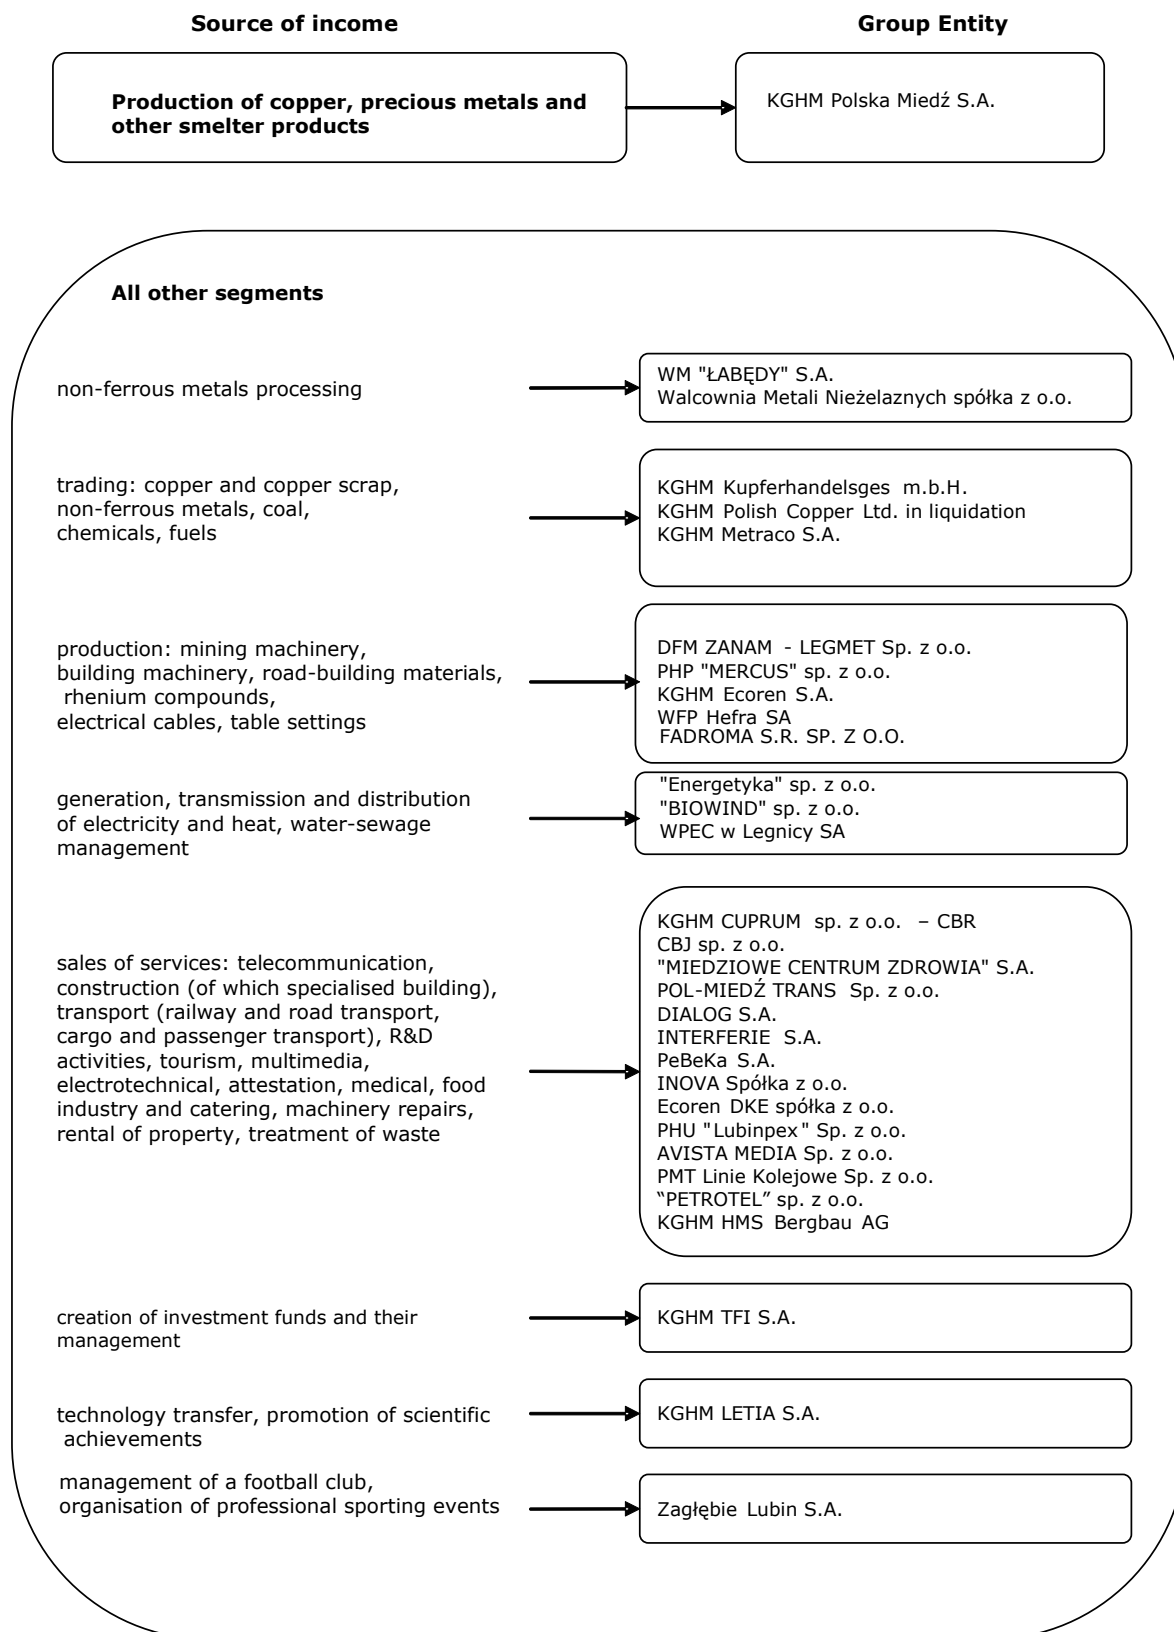 Source of income
Group Entity
Production of copper, precious metals and
other smelter products
KGHM Polska Miedź S.A.
All other segments
non-ferrous metals processing
WM "ŁABĘDY" S.A.
Walcownia Metali Nieżelaznych spółka z o.o.
trading: copper and copper scrap,
non-ferrous metals, coal,
chemicals, fuels
KGHM Kupferhandelsges m.b.H.
KGHM Polish Copper Ltd. in liquidation
KGHM Metraco S.A.
production: mining machinery,
building machinery, road-building materials,
rhenium compounds,
electrical cables, table settings
DFM ZANAM - LEGMET Sp. z o.o.
PHP "MERCUS" sp. z o.o.
KGHM Ecoren S.A.
WFP Hefra SA
FADROMA S.R. SP. Z O.O.
generation, transmission and distribution
of electricity and heat, water-sewage
management
"Energetyka" sp. z o.o.
"BIOWIND" sp. z o.o.
WPEC w Legnicy SA
sales of services: telecommunication,
construction (of which specialised building),
transport (railway and road transport,
cargo and passenger transport), R&D
activities, tourism, multimedia,
electrotechnical, attestation, medical, food
industry and catering, machinery repairs,
rental of property, treatment of waste
KGHM CUPRUM sp. z o.o. – CBR
CBJ sp. z o.o.
"MIEDZIOWE CENTRUM ZDROWIA" S.A.
POL-MIEDŹ TRANS Sp. z o.o.
DIALOG S.A.
INTERFERIE S.A.
PeBeKa S.A.
INOVA Spółka z o.o.
Ecoren DKE spółka z o.o.
PHU "Lubinpex" Sp. z o.o.
AVISTA MEDIA Sp. z o.o.
PMT Linie Kolejowe Sp. z o.o.
“PETROTEL” sp. z o.o.
KGHM HMS Bergbau AG
creation of investment funds and their
management
KGHM TFI S.A.
technology transfer, promotion of scientific
achievements
KGHM LETIA S.A.
management of a football club,
organisation of professional sporting events
Zagłębie Lubin S.A.